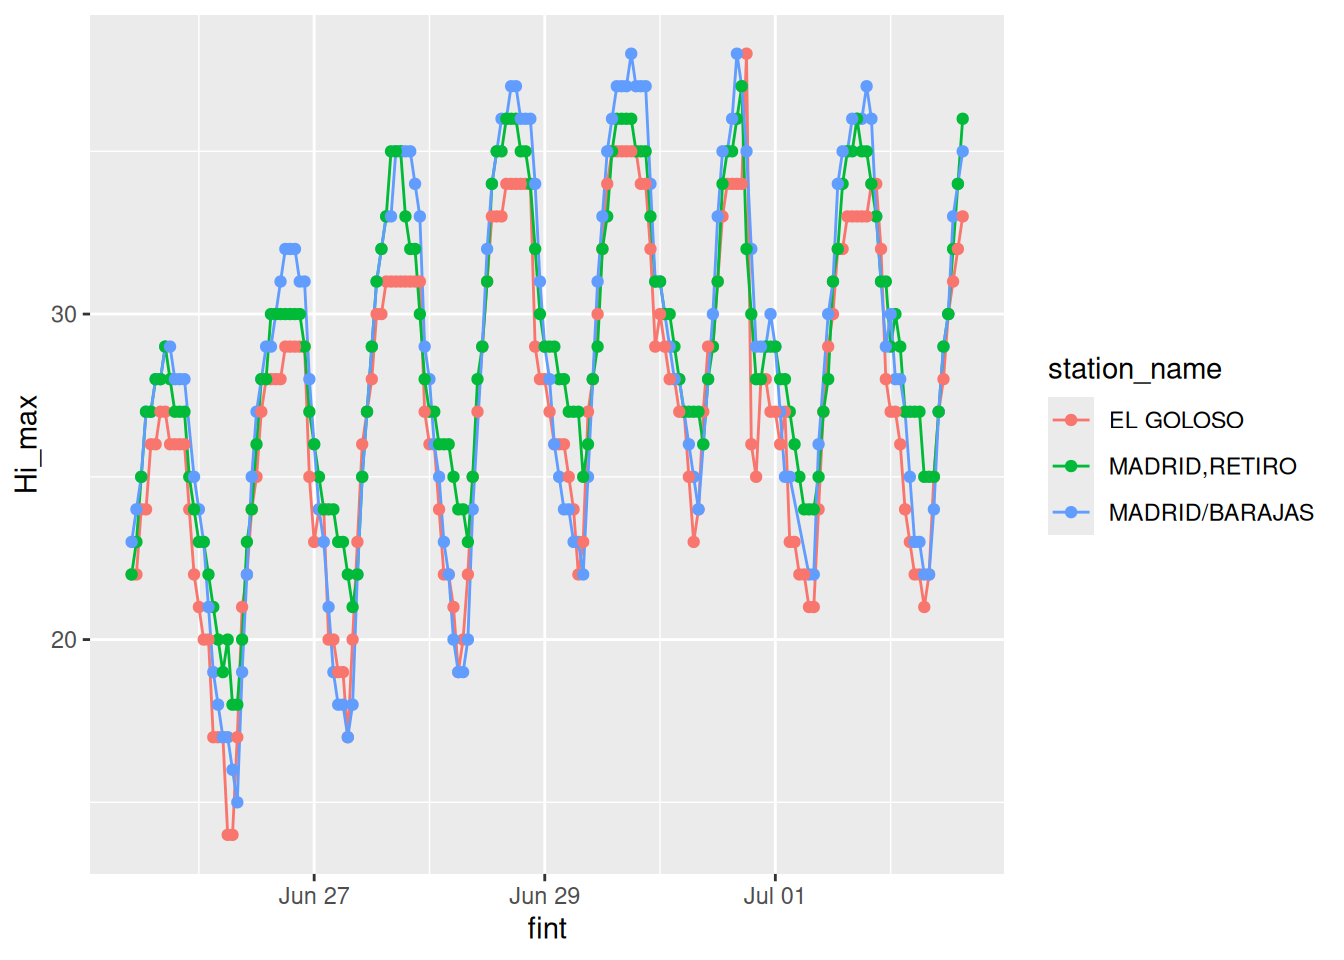 Hi_max
30
20
Jun 27
Jun 29
Jul 01
fint
station_name
EL GOLOSO
MADRID,RETIRO
MADRID/BARAJAS